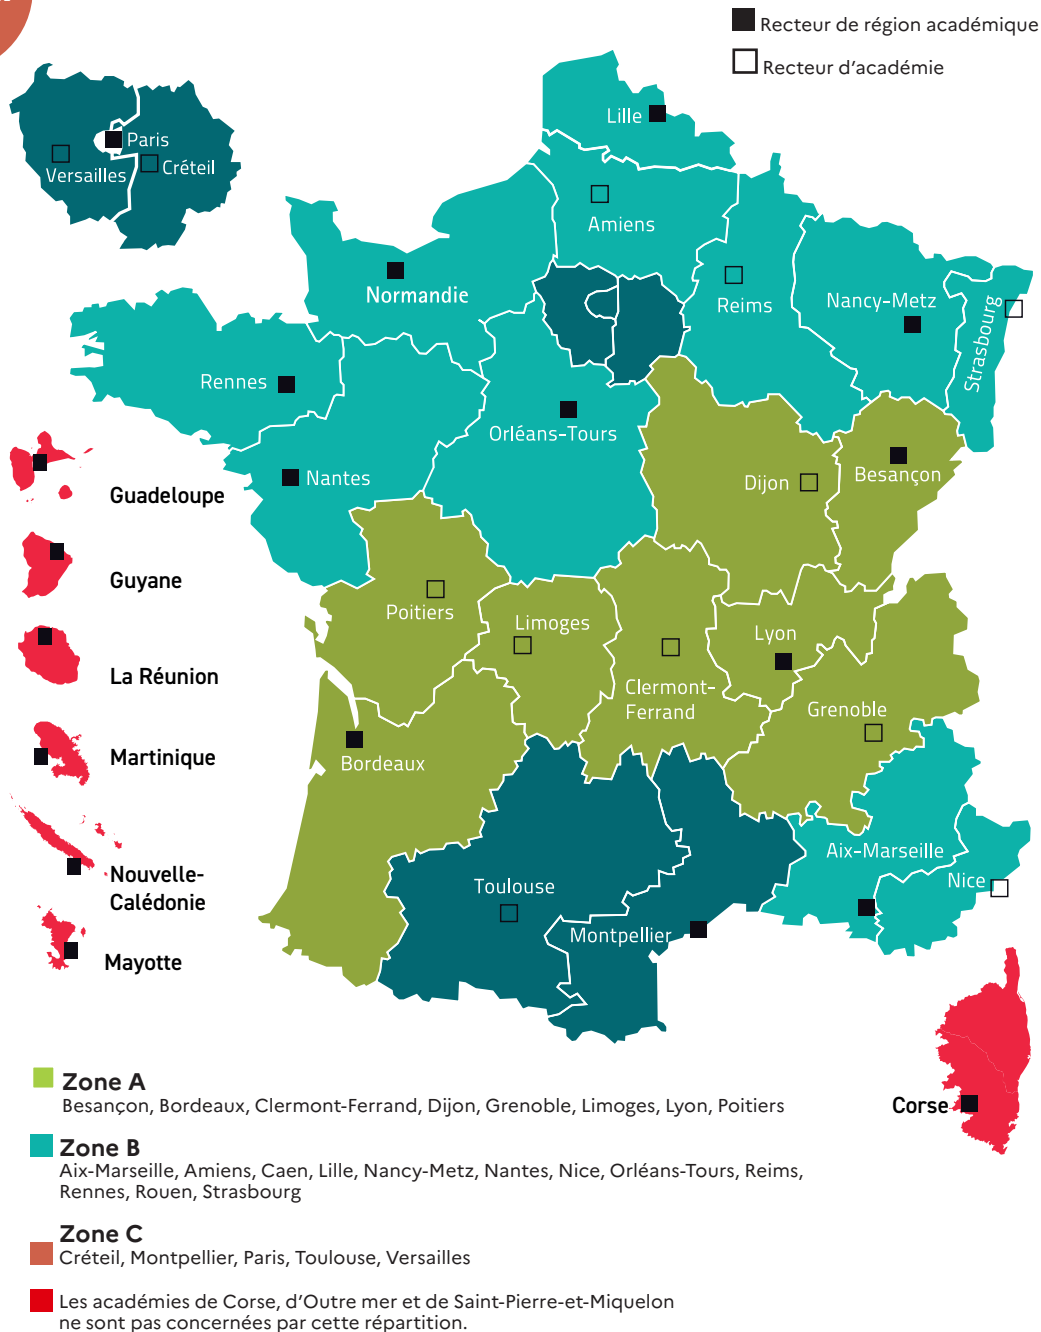 Recteur de région académique
Recteur d'académie
Lille
Paris
Versailles
Créteil
Amiens
Normandie
Reims
Nancy-Metz
Strasbourg
Rennes
Orléans-Tours
Nantes
Dijon
Besançon
Guadeloupe
Guyane
Poitiers
Limoges
Lyon
Clermont-
Ferrand
Grenoble
La Réunion
Martinique
Bordeaux
Aix-Marseille
Nice
Toulouse
Montpellier
Nouvelle-
Calédonie
Mayotte
Corse
Zone A
Besançon, Bordeaux, Clermont-Ferrand, Dijon, Grenoble, Limoges, Lyon, Poitiers
Zone B
Aix-Marseille, Amiens, Caen, Lille, Nancy-Metz, Nantes, Nice, Orléans-Tours, Reims,
Rennes, Rouen, Strasbourg
Zone C
Créteil, Montpellier, Paris, Toulouse, Versailles
Les académies de Corse, d'Outre mer et de Saint-Pierre-et-Miquelon
ne sont pas concernées par cette répartition.